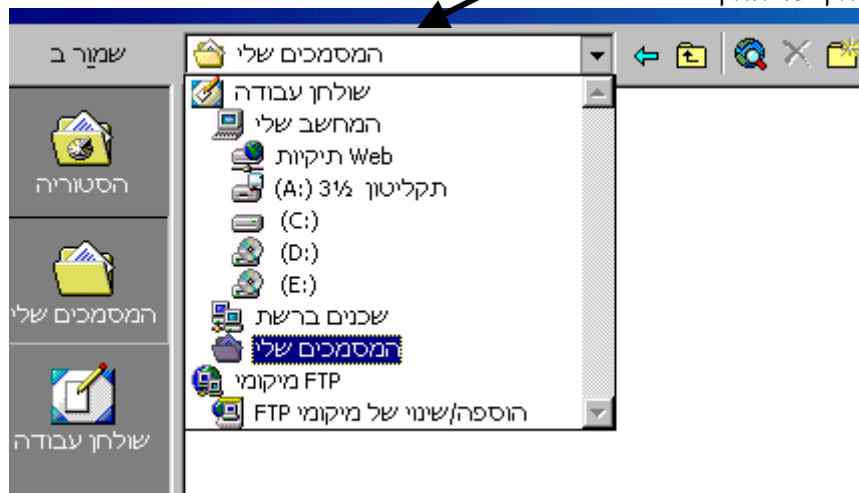 שמור ב
המסמכים שלי
שולחן עבודה
המחשב שלי
תיקיות Web
תקליטון 3½ (A:)
(C:)
(D:)
(E:)
שכנים ברשת
המסמכים שלי
מיקומי FTP
הוספה/שינוי של מיקומי FTP
הסטוריה
המסמכים שלי
שולחן עבודה